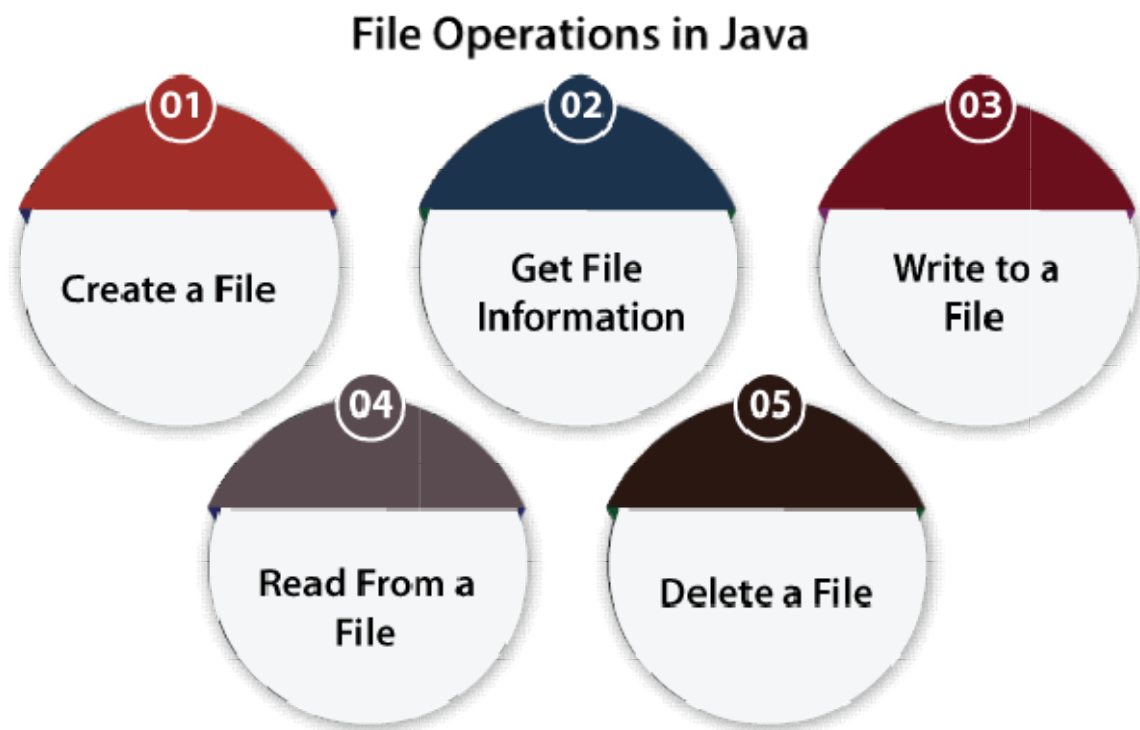 File Operations in Java
01
Create a File
02
Get File
Information
03
Write to a
File
04
Read From a
File
05
Delete a File